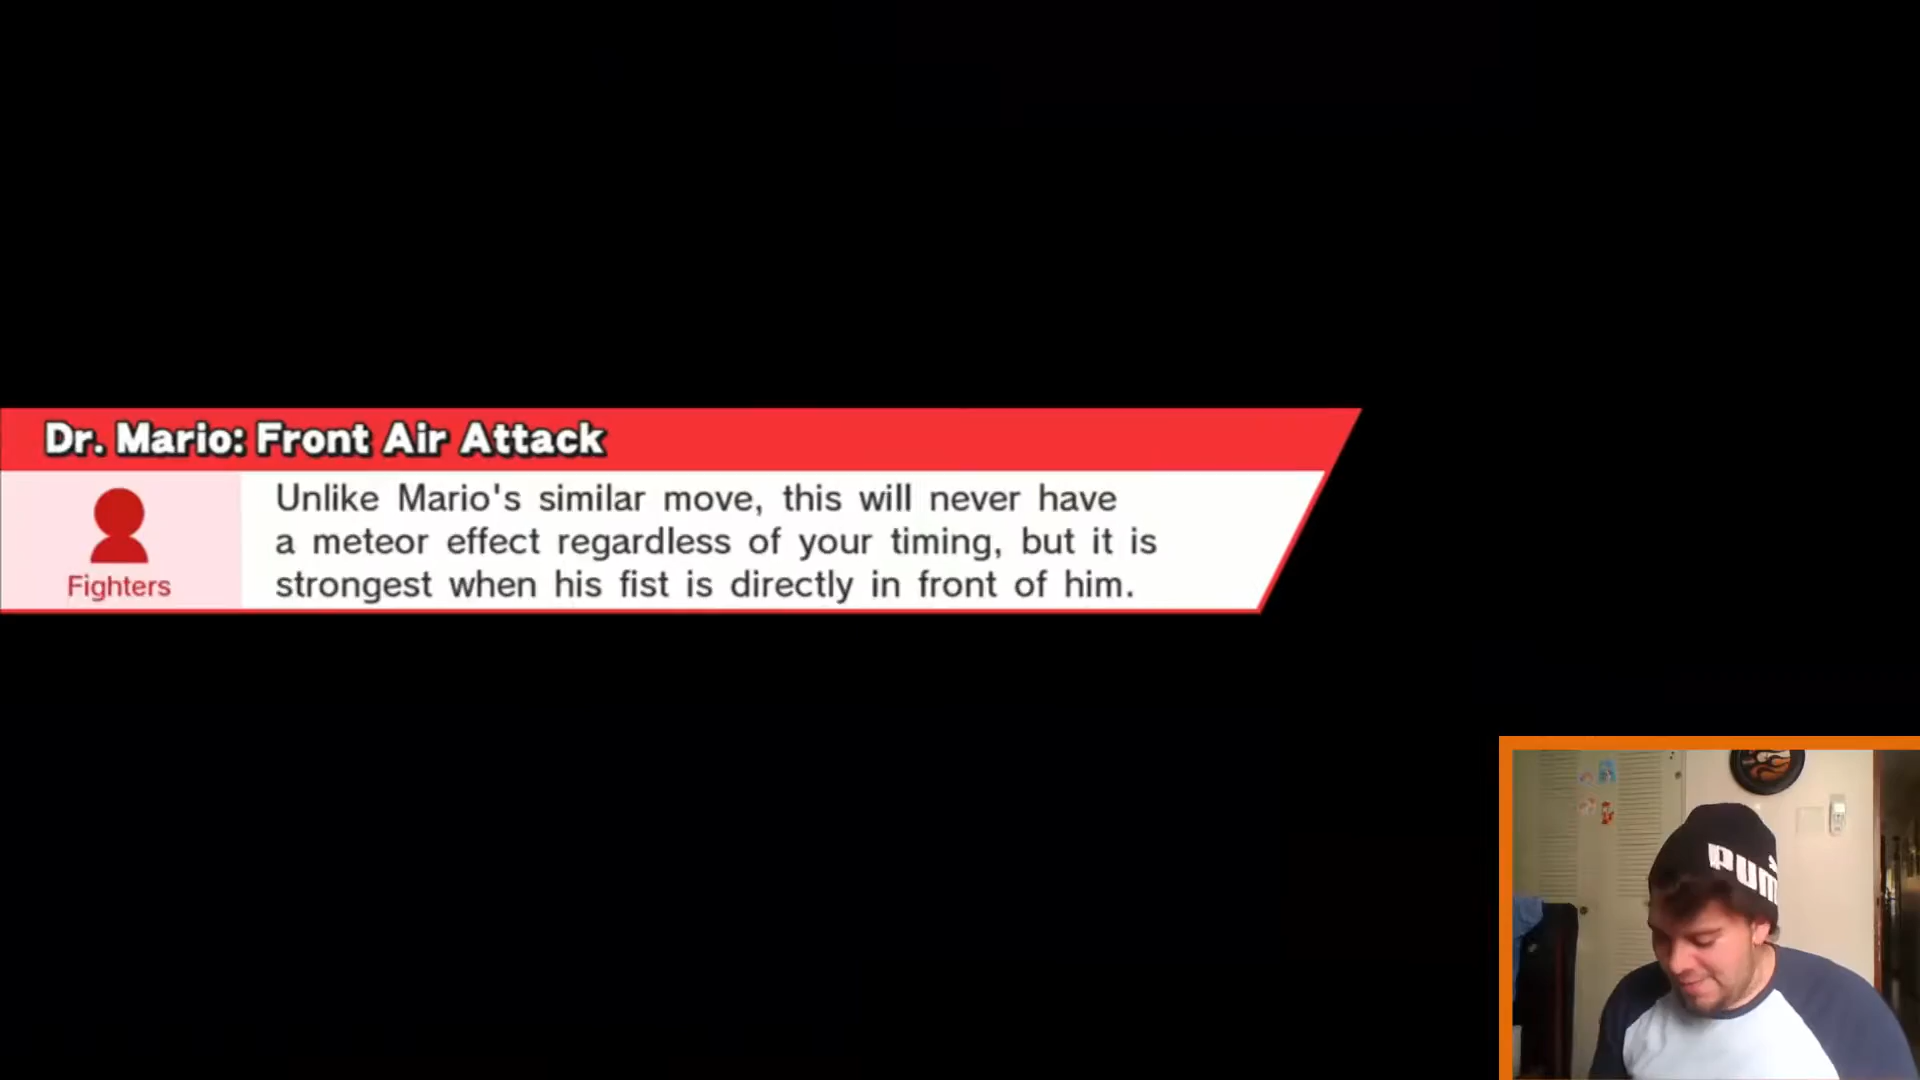 Dr. Mario: Front Air Attack
Unlike Mario's similar move, this will never have
a meteor effect regardless of your timing, but it is
strongest when his fist is directly in front of him.
Fighters
PUM